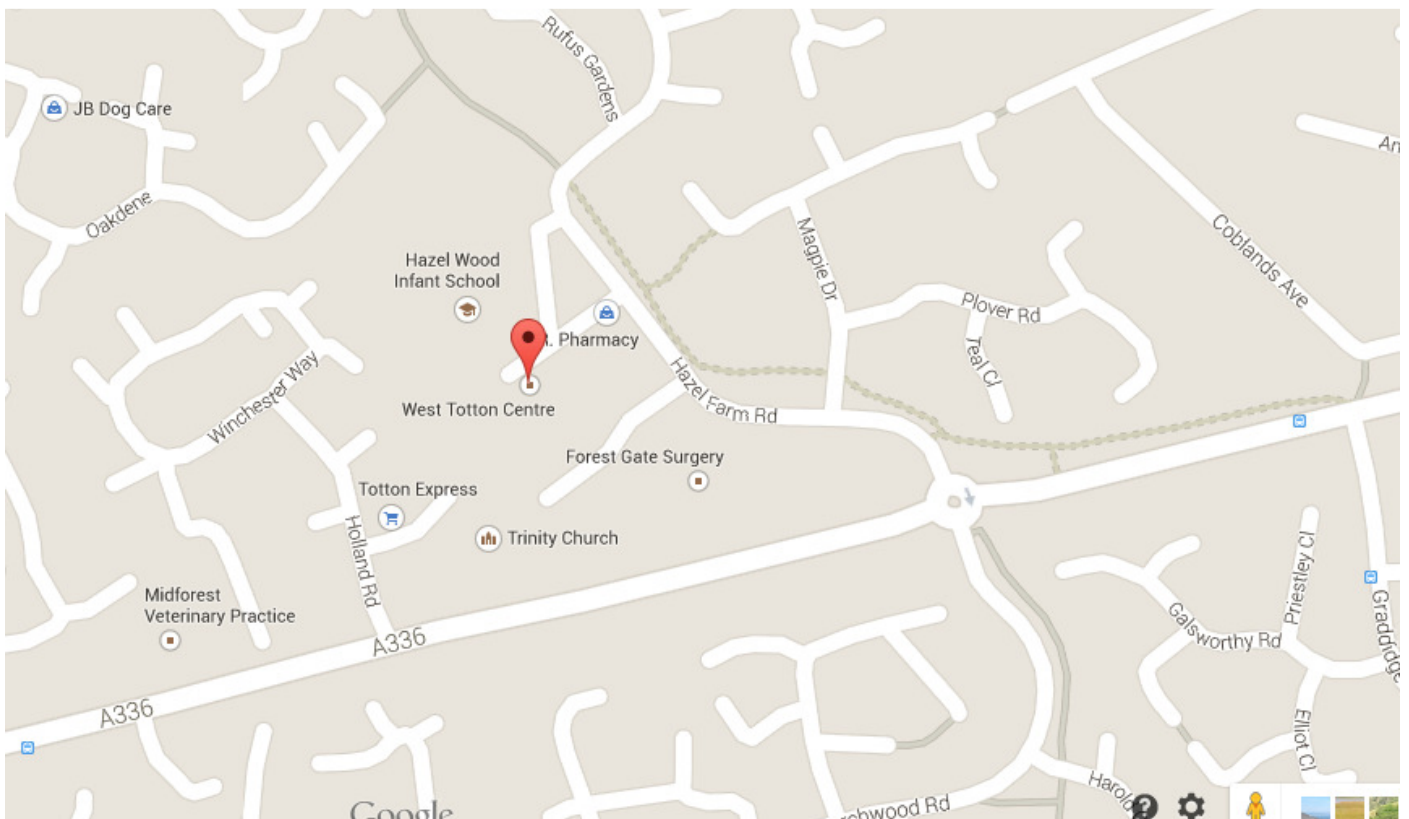 Rufus Gardens
JB Dog Care
Oakdene
Hazel Wood
Infant School
Magpie Dr
Coblands Ave
Plover Rd
Teal Cl
Pharmacy
Winchester Way
Hazel Farm Rd
West Totton Centre
Forest Gate Surgery
Totton Express
Trinity Church
Holland Rd
Midforest
Veterinary Practice
A336
A336
Priestley Cl
Galsworthy Rd
Graddidge
Elliot Cl
Google